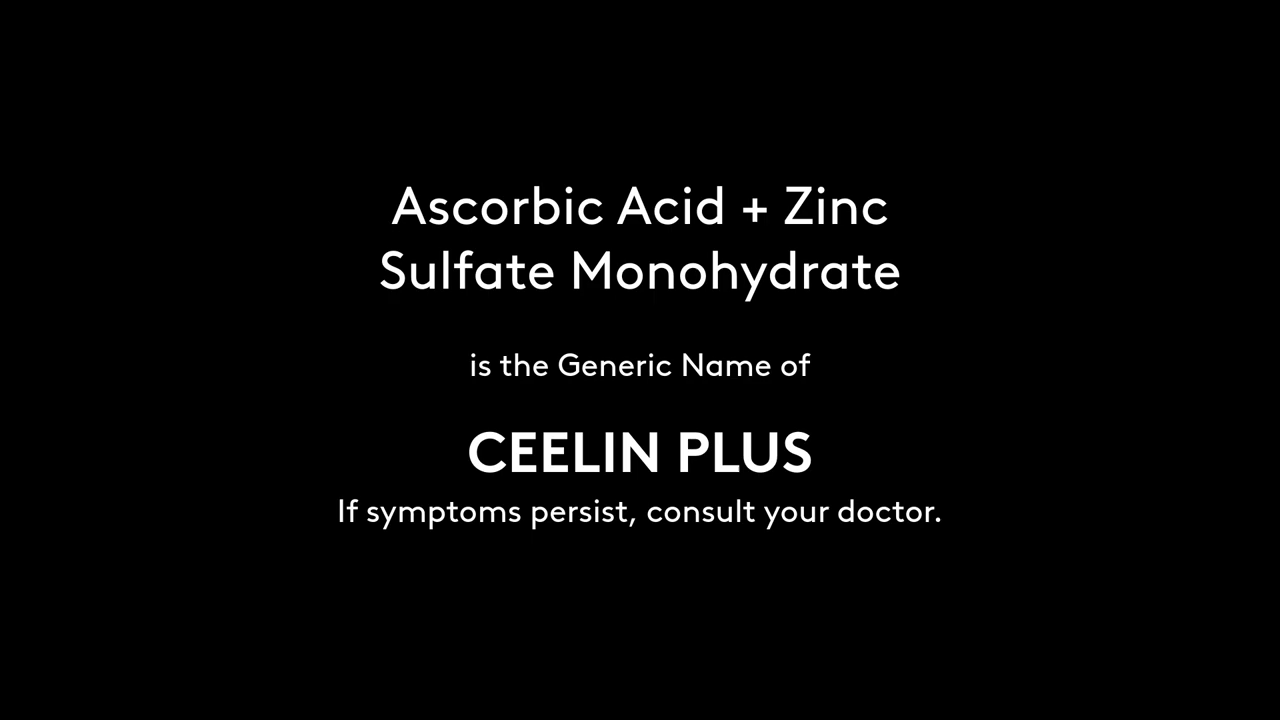 Ascorbic Acid + Zinc
Sulfate Monohydrate
is the Generic Name of
CEELIN PLUS
If symptoms persist, consult your doctor.